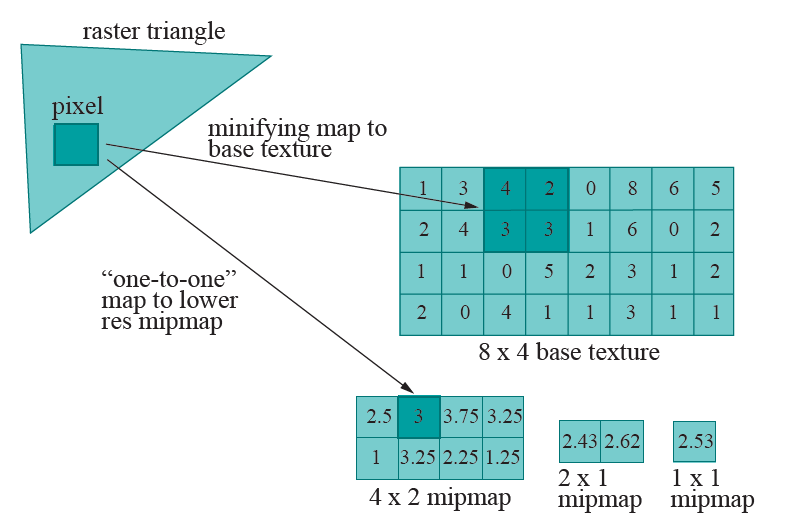 raster triangle
pixel
minifying map to
base texture
1 3 4 2 0 8 6 5
2 4 3 3 1 6 0 2
1 1 0 5 2 3 1 2
2 0 4 1 1 3 1 1
8 x 4 base texture
“one-to-one”
map to lower
res mipmap
2.5 3 3.75 3.25
1 3.25 2.25 1.25
4 x 2 mipmap
2.43 2.62
2 x 1
mipmap
2.53
1 x 1
mipmap